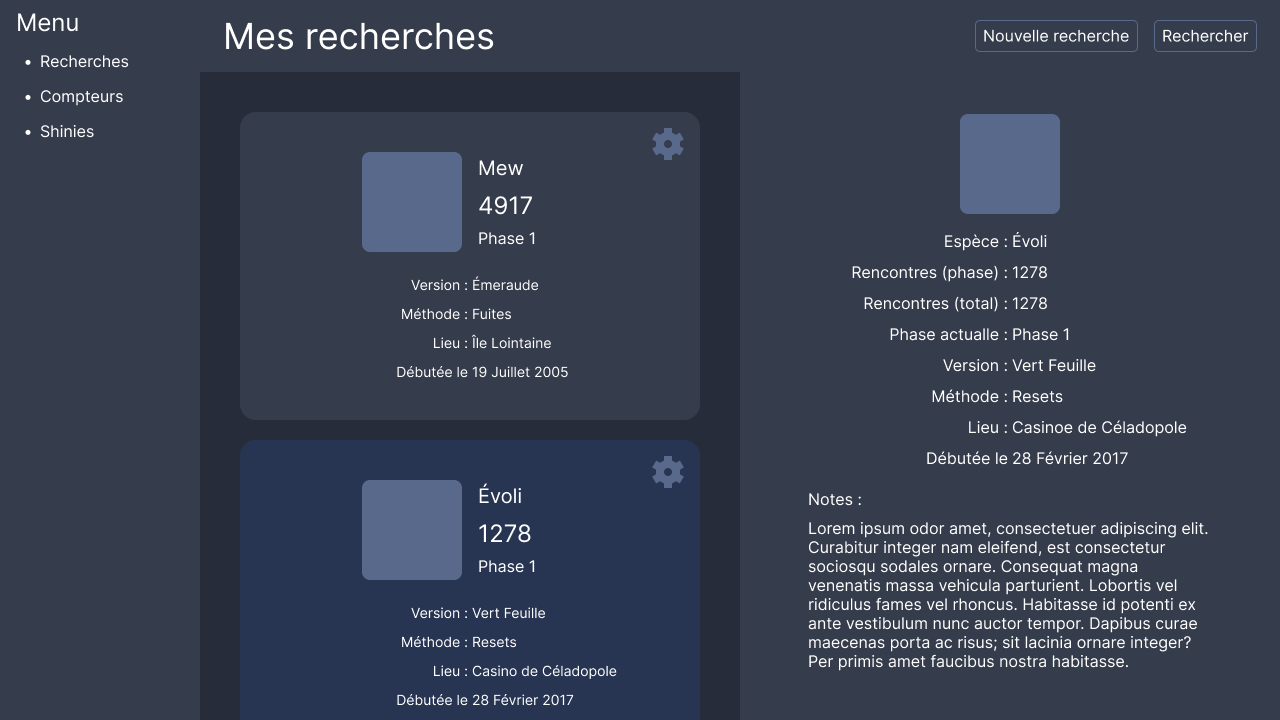 Menu
Recherches
Compteurs
Shinies
Mes recherches
Nouvelle recherche
Rechercher
Mew
4917
Phase 1
Version : Émeraude
Méthode : Fuites
Lieu : Île Lointaine
Débutée le 19 Juillet 2005
Évoli
1278
Phase 1
Version : Vert Feuille
Méthode : Resets
Lieu : Casino de Céladopole
Débutée le 28 Février 2017
Espèce : Évoli
Rencontres (phase) : 1278
Rencontres (total) : 1278
Phase actualle : Phase 1
Version : Vert Feuille
Méthode : Resets
Lieu : Casinoe de Céladopole
Débutée le 28 Février 2017
Notes :
Lorem ipsum odor amet, consectetuer adipiscing elit.
Curabitur integer nam eleifend, est consectetur
sociosqu sodales ornare. Consequat magna
venenatis massa vehicula parturient. Lobortis vel
ridiculus fames vel rhoncus. Habitasse id potenti ex
ante vestibulum nunc auctor tempor. Dapibus curae
maecenas porta ac risus; sit lacinia ornare integer?
Per primis amet faucibus nostra habitasse.